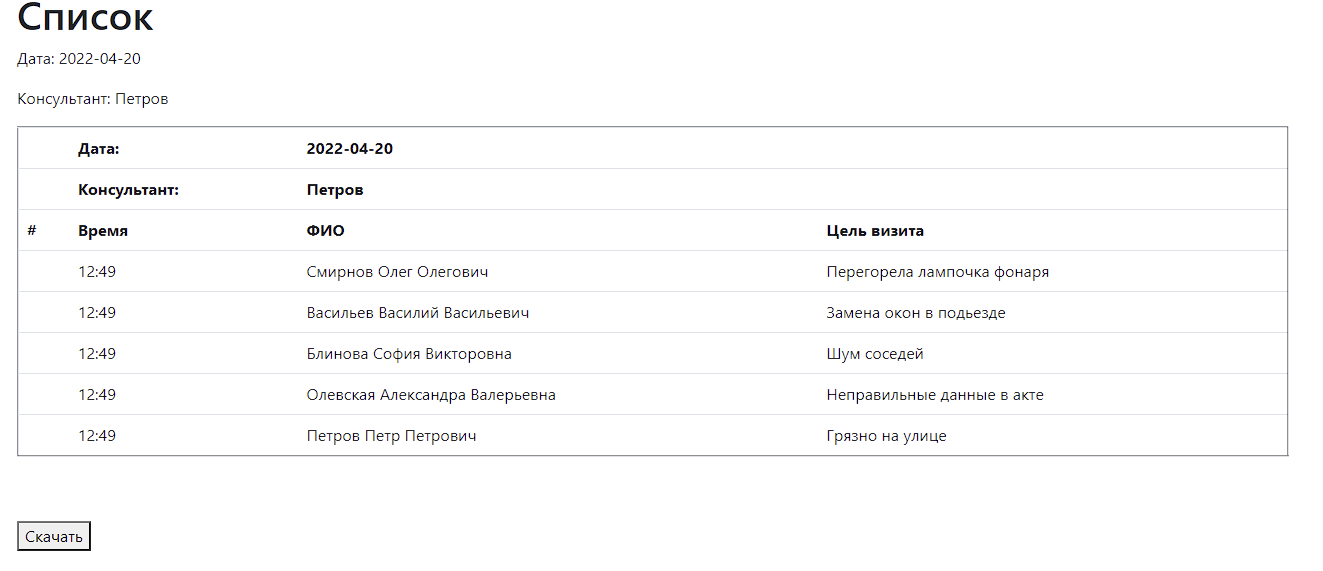 Список
Дата: 2022-04-20
Консультант: Петров
Дата: 2022-04-20
Консультант: Петров
# Время ФИО Цель визита
12:49 Смирнов Олег Олегович Перегорела лампочка фонаря
12:49 Васильев Василий Васильевич Замена окон в подьезде
12:49 Блинова София Викторовна Шум соседей
12:49 Олевская Александра Валерьевна Неправильные данные в акте
12:49 Петров Петр Петрович Грязно на улице
Скачать